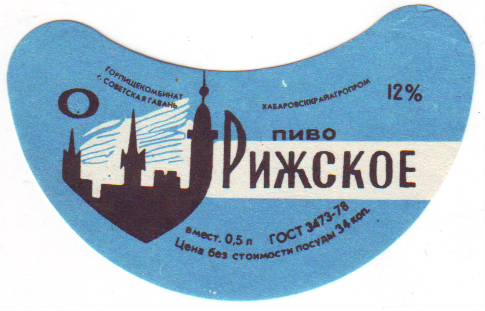 ГОРПИЩЕКОМБИНАТ
г. СОВЕТСКАЯ ГАВАНЬ
ХАБАРОВСККРАЙАГРОПРОМ
12%
О
ПИВО
РИЖСКОЕ
вмест. 0,5 л ГОСТ 3473-78
Цена без стоимости посуды 34 коп.